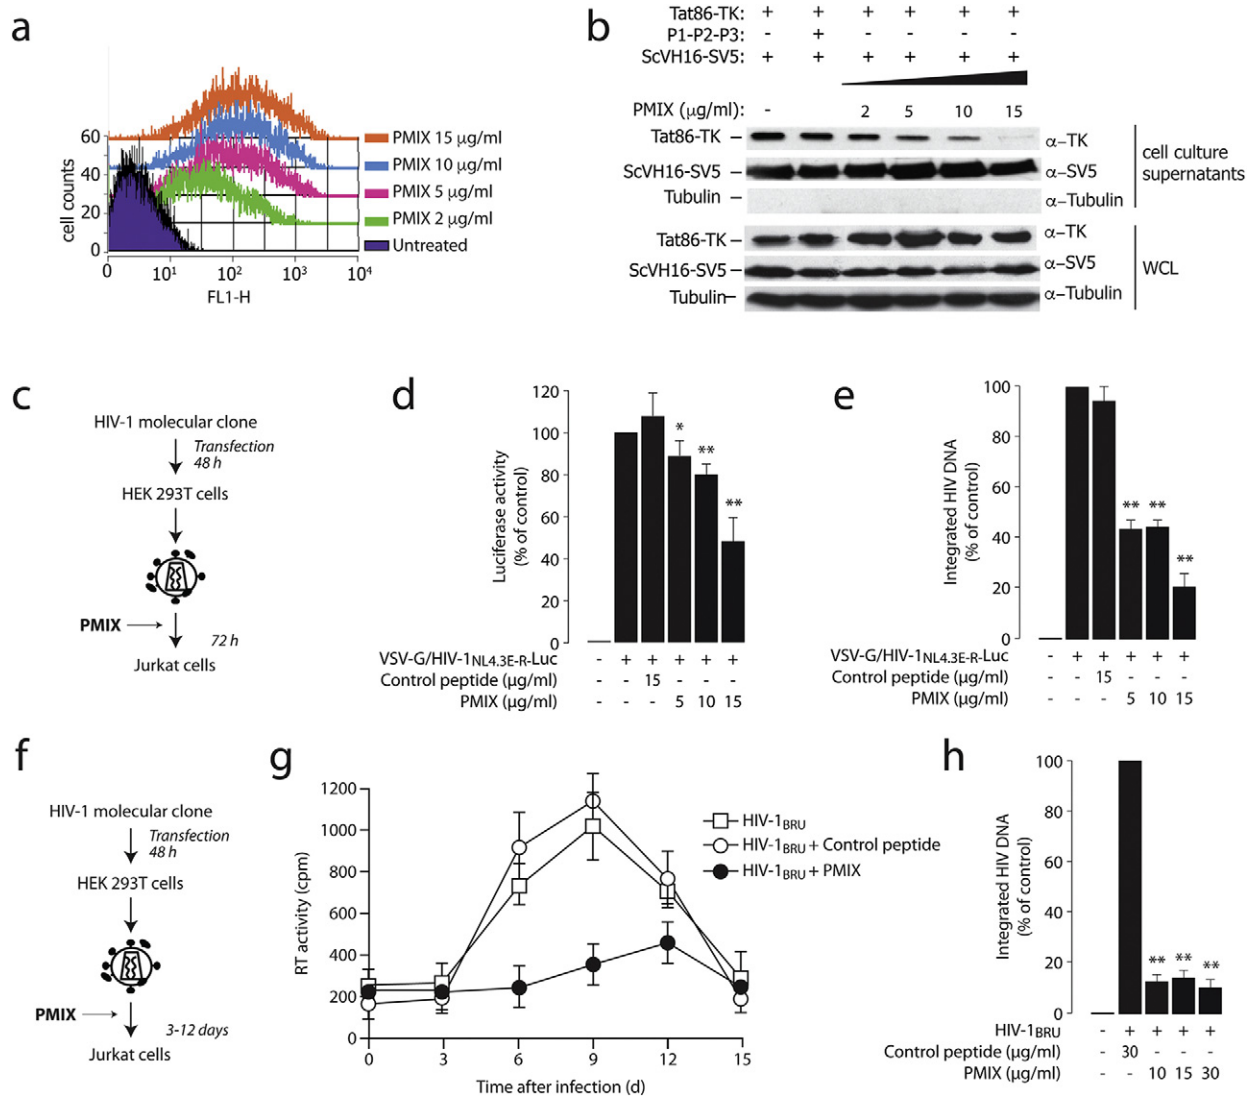 a
cell counts
60
40
20
0
0 10¹ 10² 10³ 10⁴
FL1-H
PMIX 15 µg/ml
PMIX 10 µg/ml
PMIX 5 µg/ml
PMIX 2 µg/ml
Untreated
b
Tat86-TK: + + + + + +
P1-P2-P3: - + - - - -
ScVH16-SV5: + + + + + +
PMIX (µg/ml): - 2 5 10 15
Tat86-TK – α–TK
ScVH16-SV5 – α–SV5
Tubulin – α–Tubulin
cell culture
supernatants
Tat86-TK – α–TK
ScVH16-SV5 – α–SV5
Tubulin– α–Tubulin
WCL
c
HIV-1 molecular clone
Transfection
48 h
HEK 293T cells
PMIX
72 h
Jurkat cells
d
Luciferase activity
(% of control)
120
100
80
60
40
20
0
*
**
**
VSV-G/HIV-1NL4.3E-R-Luc - + + + + +
Control peptide (µg/ml) - - 15 - - -
PMIX (µg/ml) - - - 5 10 15
e
Integrated HIV DNA
(% of control)
100
80
60
40
20
0
** **
**
VSV-G/HIV-1NL4.3E-R-Luc - + + + + +
Control peptide (µg/ml) - - 15 - - -
PMIX (µg/ml) - - - 5 10 15
f
HIV-1 molecular clone
Transfection
48 h
HEK 293T cells
PMIX
3-12 days
Jurkat cells
g
RT activity (cpm)
1200
1000
800
600
400
200
0
0 3 6 9 12 15
Time after infection (d)
HIV-1BRU
HIV-1BRU + Control peptide
HIV-1BRU + PMIX
h
Integrated HIV DNA
(% of control)
100
80
60
40
20
0
** ** **
HIV-1BRU - + + + +
Control peptide (µg/ml) - 30 - - -
PMIX (µg/ml) - - 10 15 30